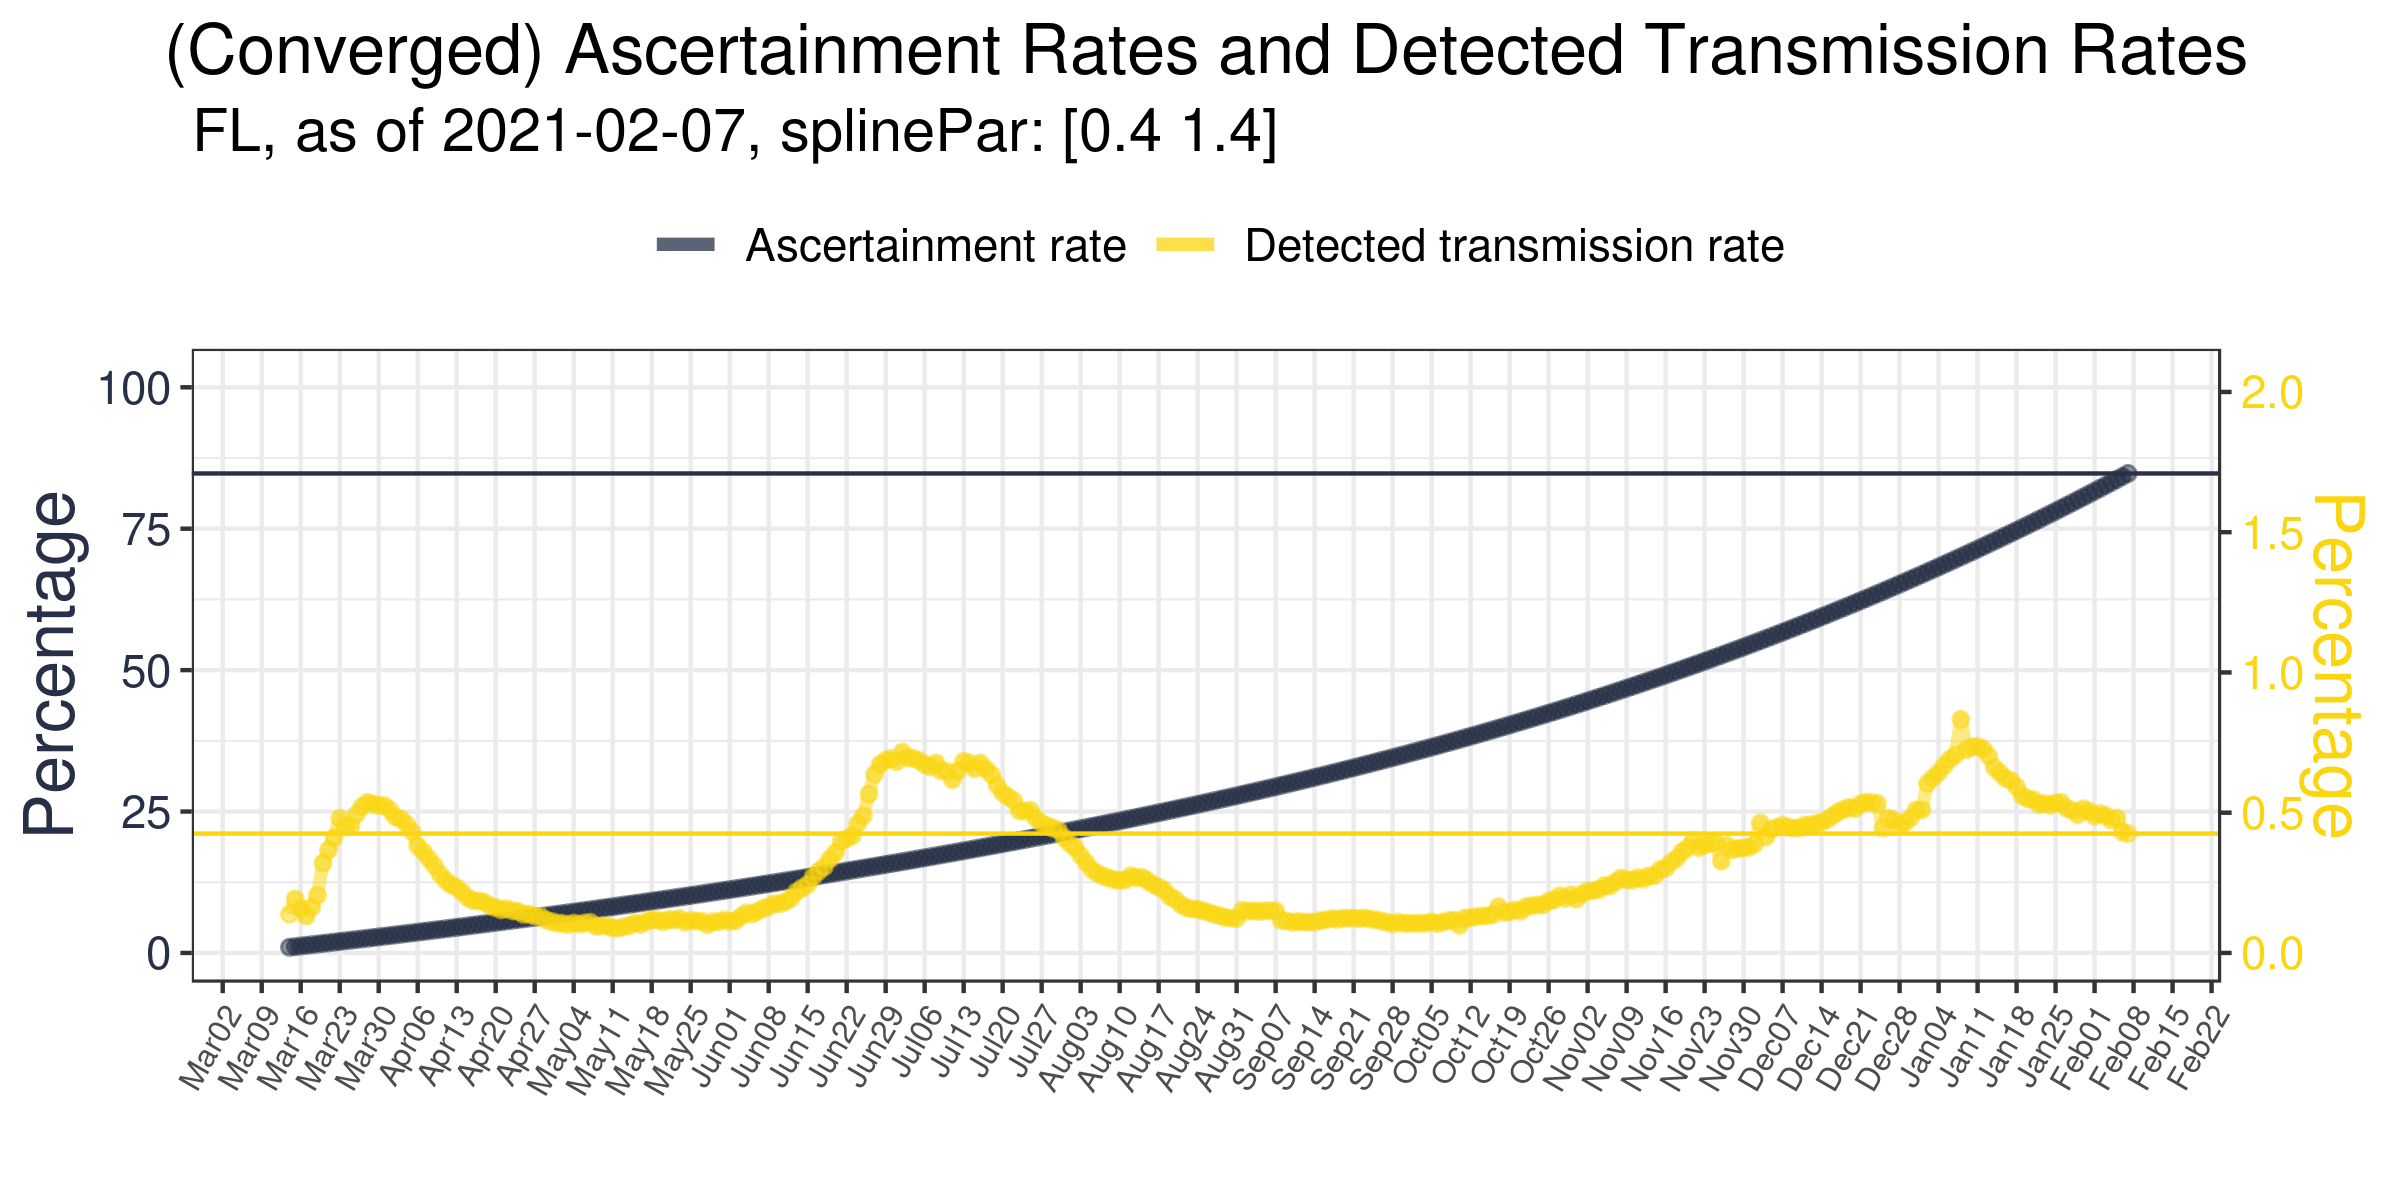 (Converged) Ascertainment Rates and Detected Transmission Rates
FL, as of 2021-02-07, splinePar: [0.4 1.4]
Ascertainment rate Detected transmission rate
Percentage
100
75
50
25
0
2.0
1.5
1.0
0.5
0.0
Percentage
Mar02 Mar09 Mar16 Mar23 Mar30 Apr06 Apr13 Apr20 Apr27 May04 May11 May18 May25 Jun01 Jun08 Jun15 Jun22 Jun29 Jul06 Jul13 Jul20 Jul27 Aug03 Aug10 Aug17 Aug24 Aug31 Sep07 Sep14 Sep21 Sep28 Oct05 Oct12 Oct19 Oct26 Nov02 Nov09 Nov16 Nov23 Nov30 Dec07 Dec14 Dec21 Dec28 Jan04 Jan11 Jan18 Jan25 Feb01 Feb08 Feb15 Feb22